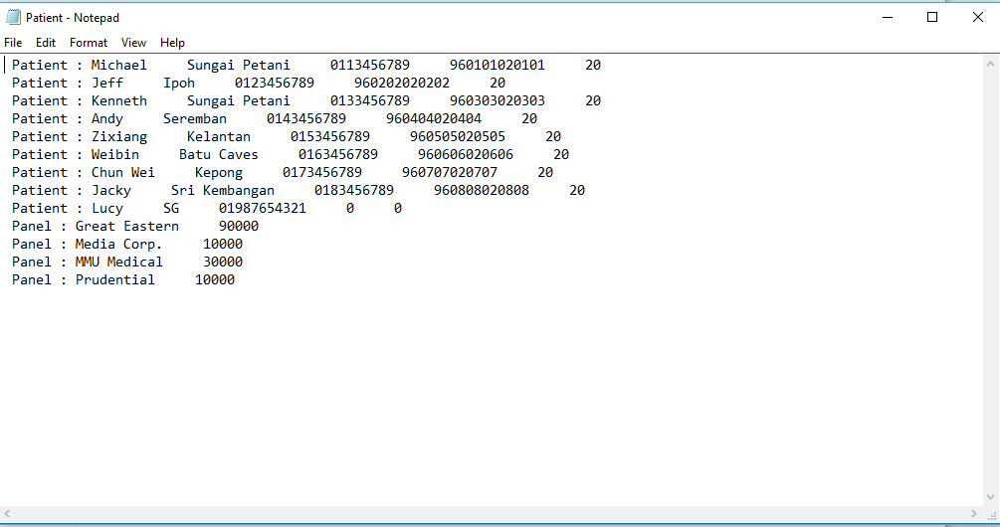 Patient - Notepad
File Edit Format View Help
Patient : Michael     Sungai Petani     0113456789     960101020101     20
Patient : Jeff     Ipoh     0123456789     960202020202     20
Patient : Kenneth     Sungai Petani     0133456789     960303020303     20
Patient : Andy     Seremban     0143456789     960404020404     20
Patient : Zixiang     Kelantan     0153456789     960505020505     20
Patient : Weibin     Batu Caves     0163456789     960606020606     20
Patient : Chun Wei     Kepong     0173456789     960707020707     20
Patient : Jacky     Sri Kembangan     0183456789     960808020808     20
Patient : Lucy     SG     01987654321     0     0
Panel : Great Eastern     90000
Panel : Media Corp.     10000
Panel : MMU Medical     30000
Panel : Prudential     10000